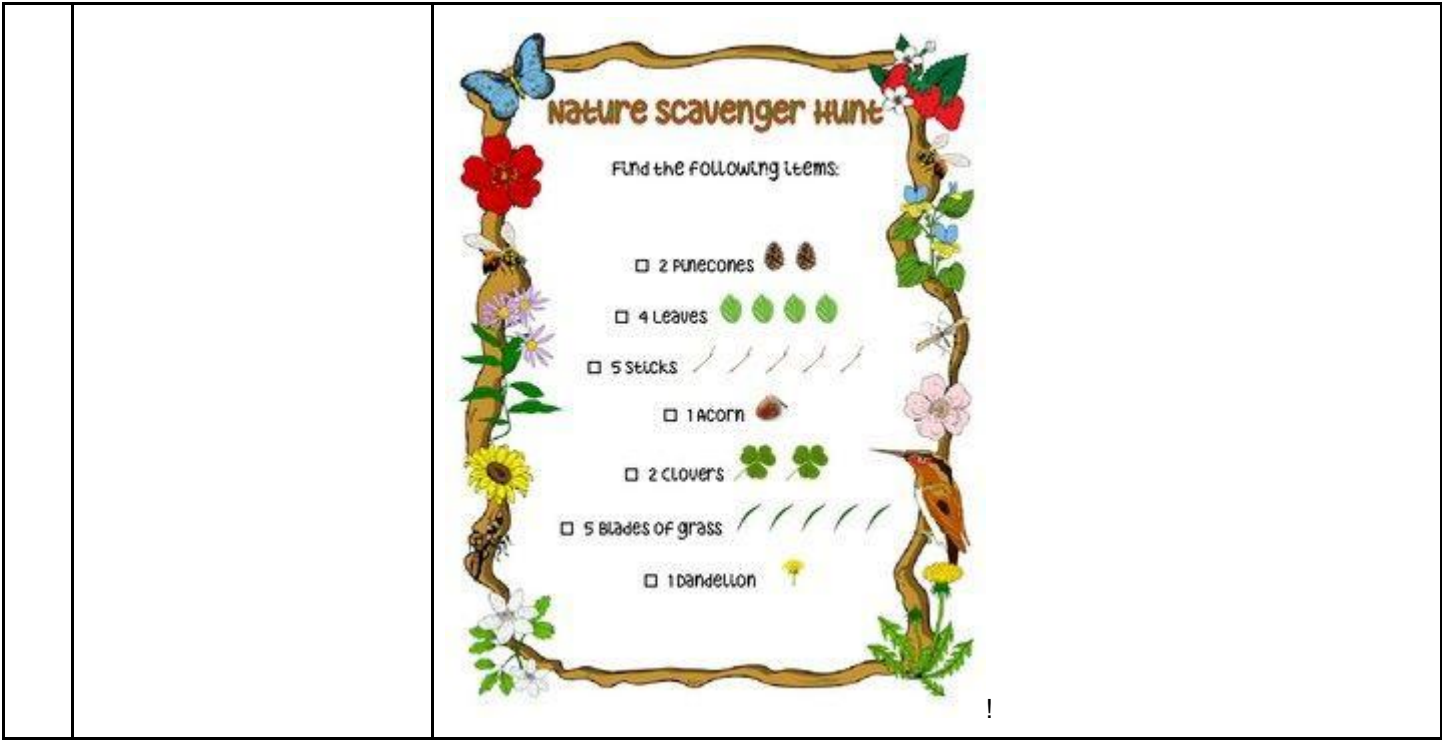 Nature Scavenger Hunt
Find the following items:
☐ 2 Pinecones
☐ 4 Leaves
☐ 5 Sticks
☐ 1 Acorn
☐ 2 Clovers
☐ 5 Blades of grass
☐ 1 Dandelion
!